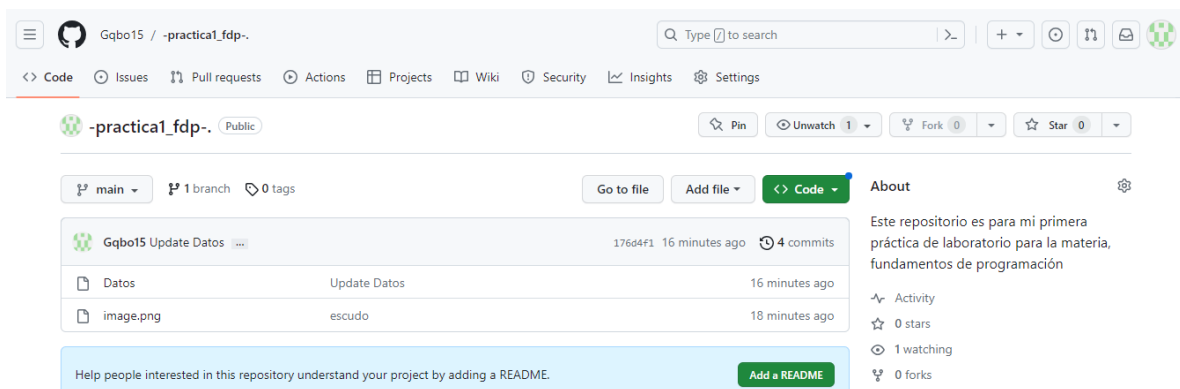 Gqbo15 / -practica1_fdp-.
Type / to search
Code Issues Pull requests Actions Projects Wiki Security Insights Settings
-practica1_fdp-. Public
Pin Unwatch 1 Fork 0 Star 0
main 1 branch 0 tags Go to file Add file <> Code
Gqbo15 Update Datos ... 176d4f1 16 minutes ago 4 commits
Datos Update Datos 16 minutes ago
image.png escudo 18 minutes ago
Help people interested in this repository understand your project by adding a README. Add a README
About
Este repositorio es para mi primera
práctica de laboratorio para la materia,
fundamentos de programación
Activity
0 stars
1 watching
0 forks